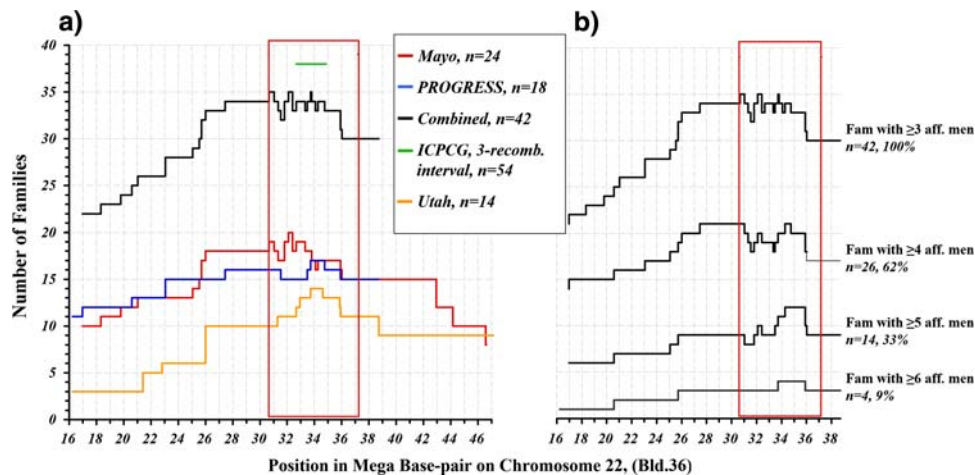 a)
b)
Number of Families
40
35
30
25
20
15
10
5
0
Mayo, n=24
PROGRESS, n=18
Combined, n=42
ICPCG, 3-recomb.
interval, n=54
Utah, n=14
Fam with ≥3 aff. men
n=42, 100%
Fam with ≥4 aff. men
n=26, 62%
Fam with ≥5 aff. men
n=14, 33%
Fam with ≥6 aff. men
n=4, 9%
16 18 20 22 24 26 28 30 32 34 36 38 40 42 44 46
16 18 20 22 24 26 28 30 32 34 36 38
Position in Mega Base-pair on Chromosome 22, (Bld.36)